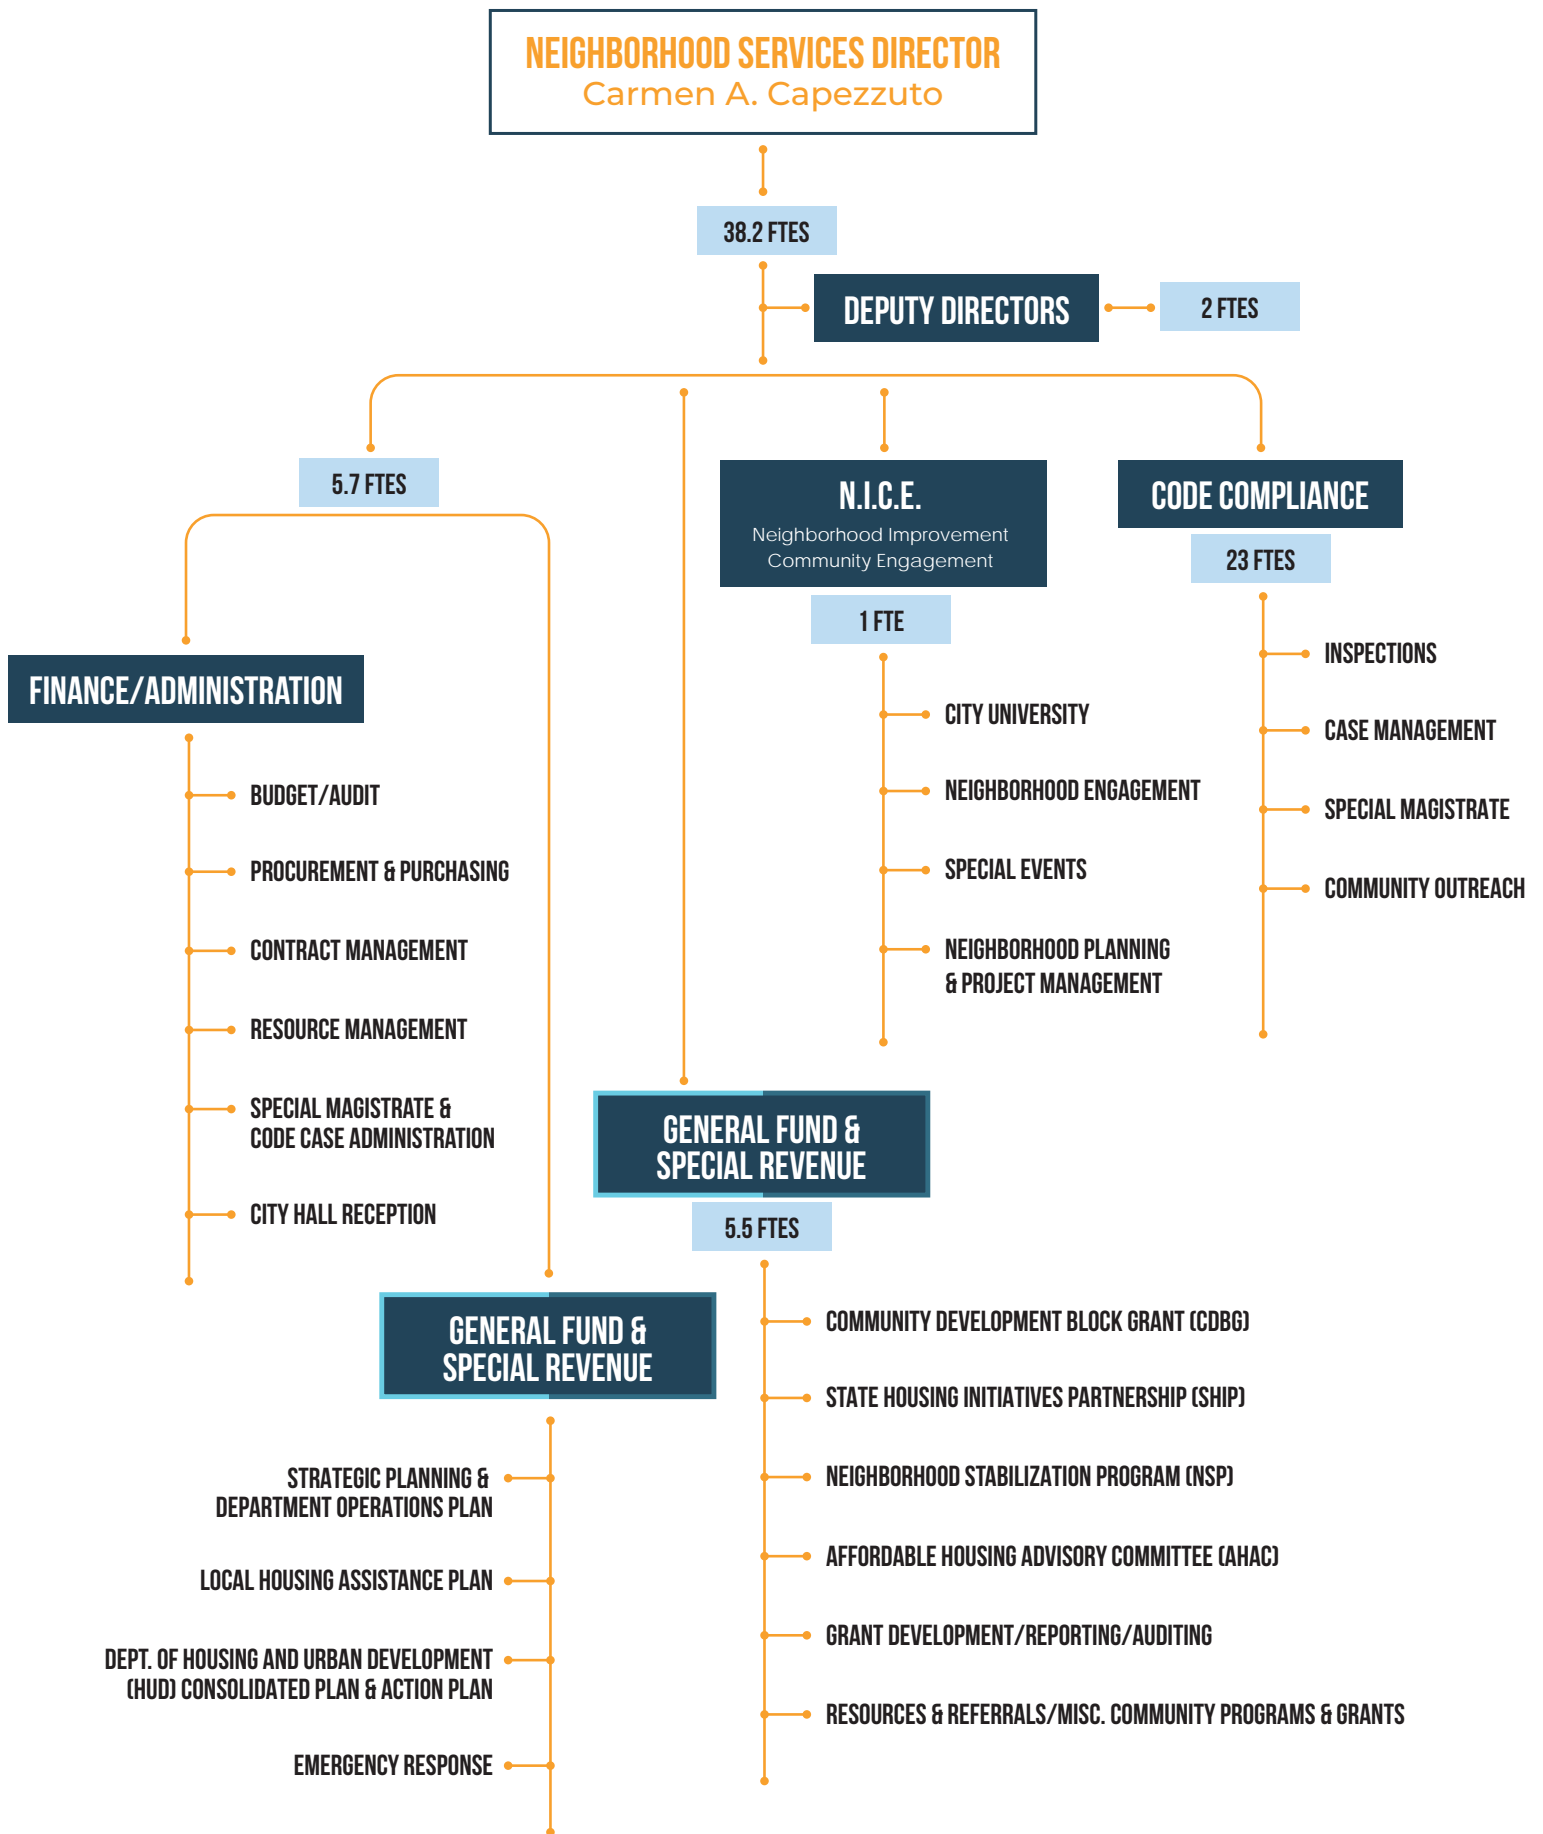 NEIGHBORHOOD SERVICES DIRECTOR
Carmen A. Capezzuto
38.2 FTES
DEPUTY DIRECTORS
2 FTES
5.7 FTES
FINANCE/ADMINISTRATION
BUDGET/AUDIT
PROCUREMENT & PURCHASING
CONTRACT MANAGEMENT
RESOURCE MANAGEMENT
SPECIAL MAGISTRATE &
CODE CASE ADMINISTRATION
CITY HALL RECEPTION
GENERAL FUND &
SPECIAL REVENUE
STRATEGIC PLANNING &
DEPARTMENT OPERATIONS PLAN
LOCAL HOUSING ASSISTANCE PLAN
DEPT. OF HOUSING AND URBAN DEVELOPMENT
(HUD) CONSOLIDATED PLAN & ACTION PLAN
EMERGENCY RESPONSE
GENERAL FUND &
SPECIAL REVENUE
5.5 FTES
COMMUNITY DEVELOPMENT BLOCK GRANT (CDBG)
STATE HOUSING INITIATIVES PARTNERSHIP (SHIP)
NEIGHBORHOOD STABILIZATION PROGRAM (NSP)
AFFORDABLE HOUSING ADVISORY COMMITTEE (AHAC)
GRANT DEVELOPMENT/REPORTING/AUDITING
RESOURCES & REFERRALS/MISC. COMMUNITY PROGRAMS & GRANTS
N.I.C.E.
Neighborhood Improvement
Community Engagement
1 FTE
CITY UNIVERSITY
NEIGHBORHOOD ENGAGEMENT
SPECIAL EVENTS
NEIGHBORHOOD PLANNING
& PROJECT MANAGEMENT
CODE COMPLIANCE
23 FTES
INSPECTIONS
CASE MANAGEMENT
SPECIAL MAGISTRATE
COMMUNITY OUTREACH